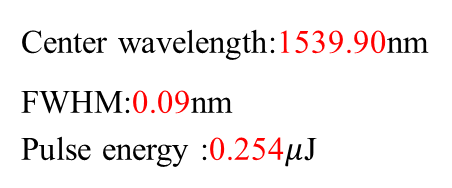 Center wavelength:1539.90nm
FWHM:0.09nm
Pulse energy :0.254μJ